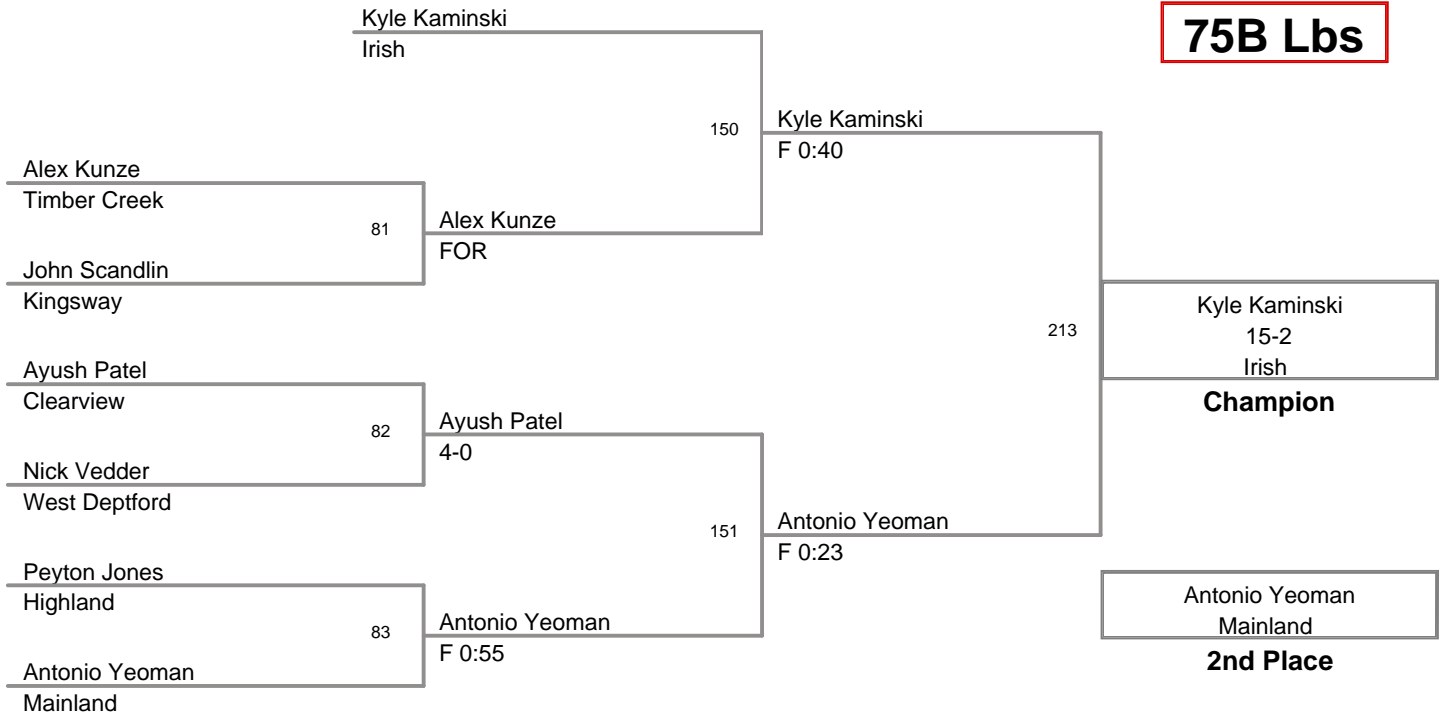 Kyle Kaminski
Irish
75B Lbs
150
Kyle Kaminski
F 0:40
Alex Kunze
Timber Creek
81
Alex Kunze
FOR
John Scandlin
Kingsway
213
Kyle Kaminski
15-2
Irish
Champion
Ayush Patel
Clearview
82
Ayush Patel
4-0
Nick Vedder
West Deptford
151
Antonio Yeoman
F 0:23
Peyton Jones
Highland
83
Antonio Yeoman
F 0:55
Antonio Yeoman
Mainland
Antonio Yeoman
Mainland
2nd Place